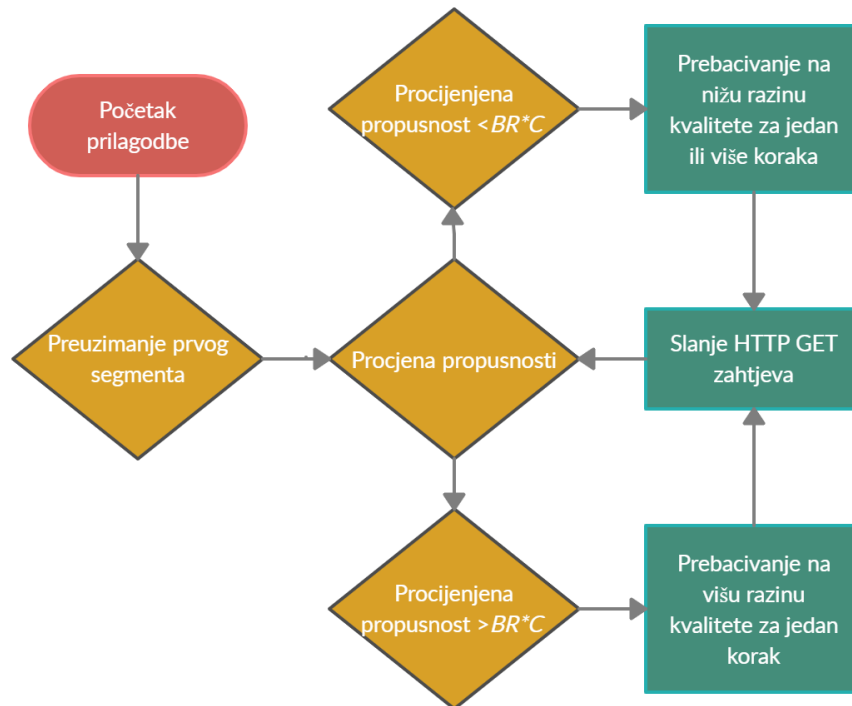 Početak
prilagodbe
Preuzimanje prvog
segmenta
Procijenjena
propusnost <BR*C
Prebacivanje na
nižu razinu
kvalitete za jedan
ili više koraka
Procjena propusnosti
Slanje HTTP GET
zahtjeva
Procijenjena
propusnost >BR*C
Prebacivanje na
višu razinu
kvalitete za jedan
korak